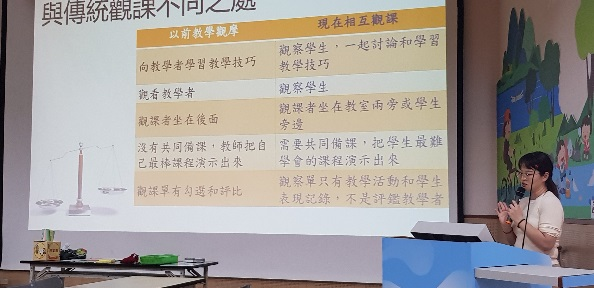 與傳統觀課不同之處
以前教學觀摩
現在相互觀課
向教學者學習教學技巧
觀察學生，一起討論和學習
教學技巧
觀看教學者
觀察學生
觀課者坐在後面
觀課者坐在教室兩旁或學生
旁邊
沒有共同備課，教師把自
己最棒課程演示出來
需要共同備課，把學生最難
學會的課程演示出來
觀課單有勾選和評比
觀察單只有教學活動和學生
表現記錄，不是評鑑教學者